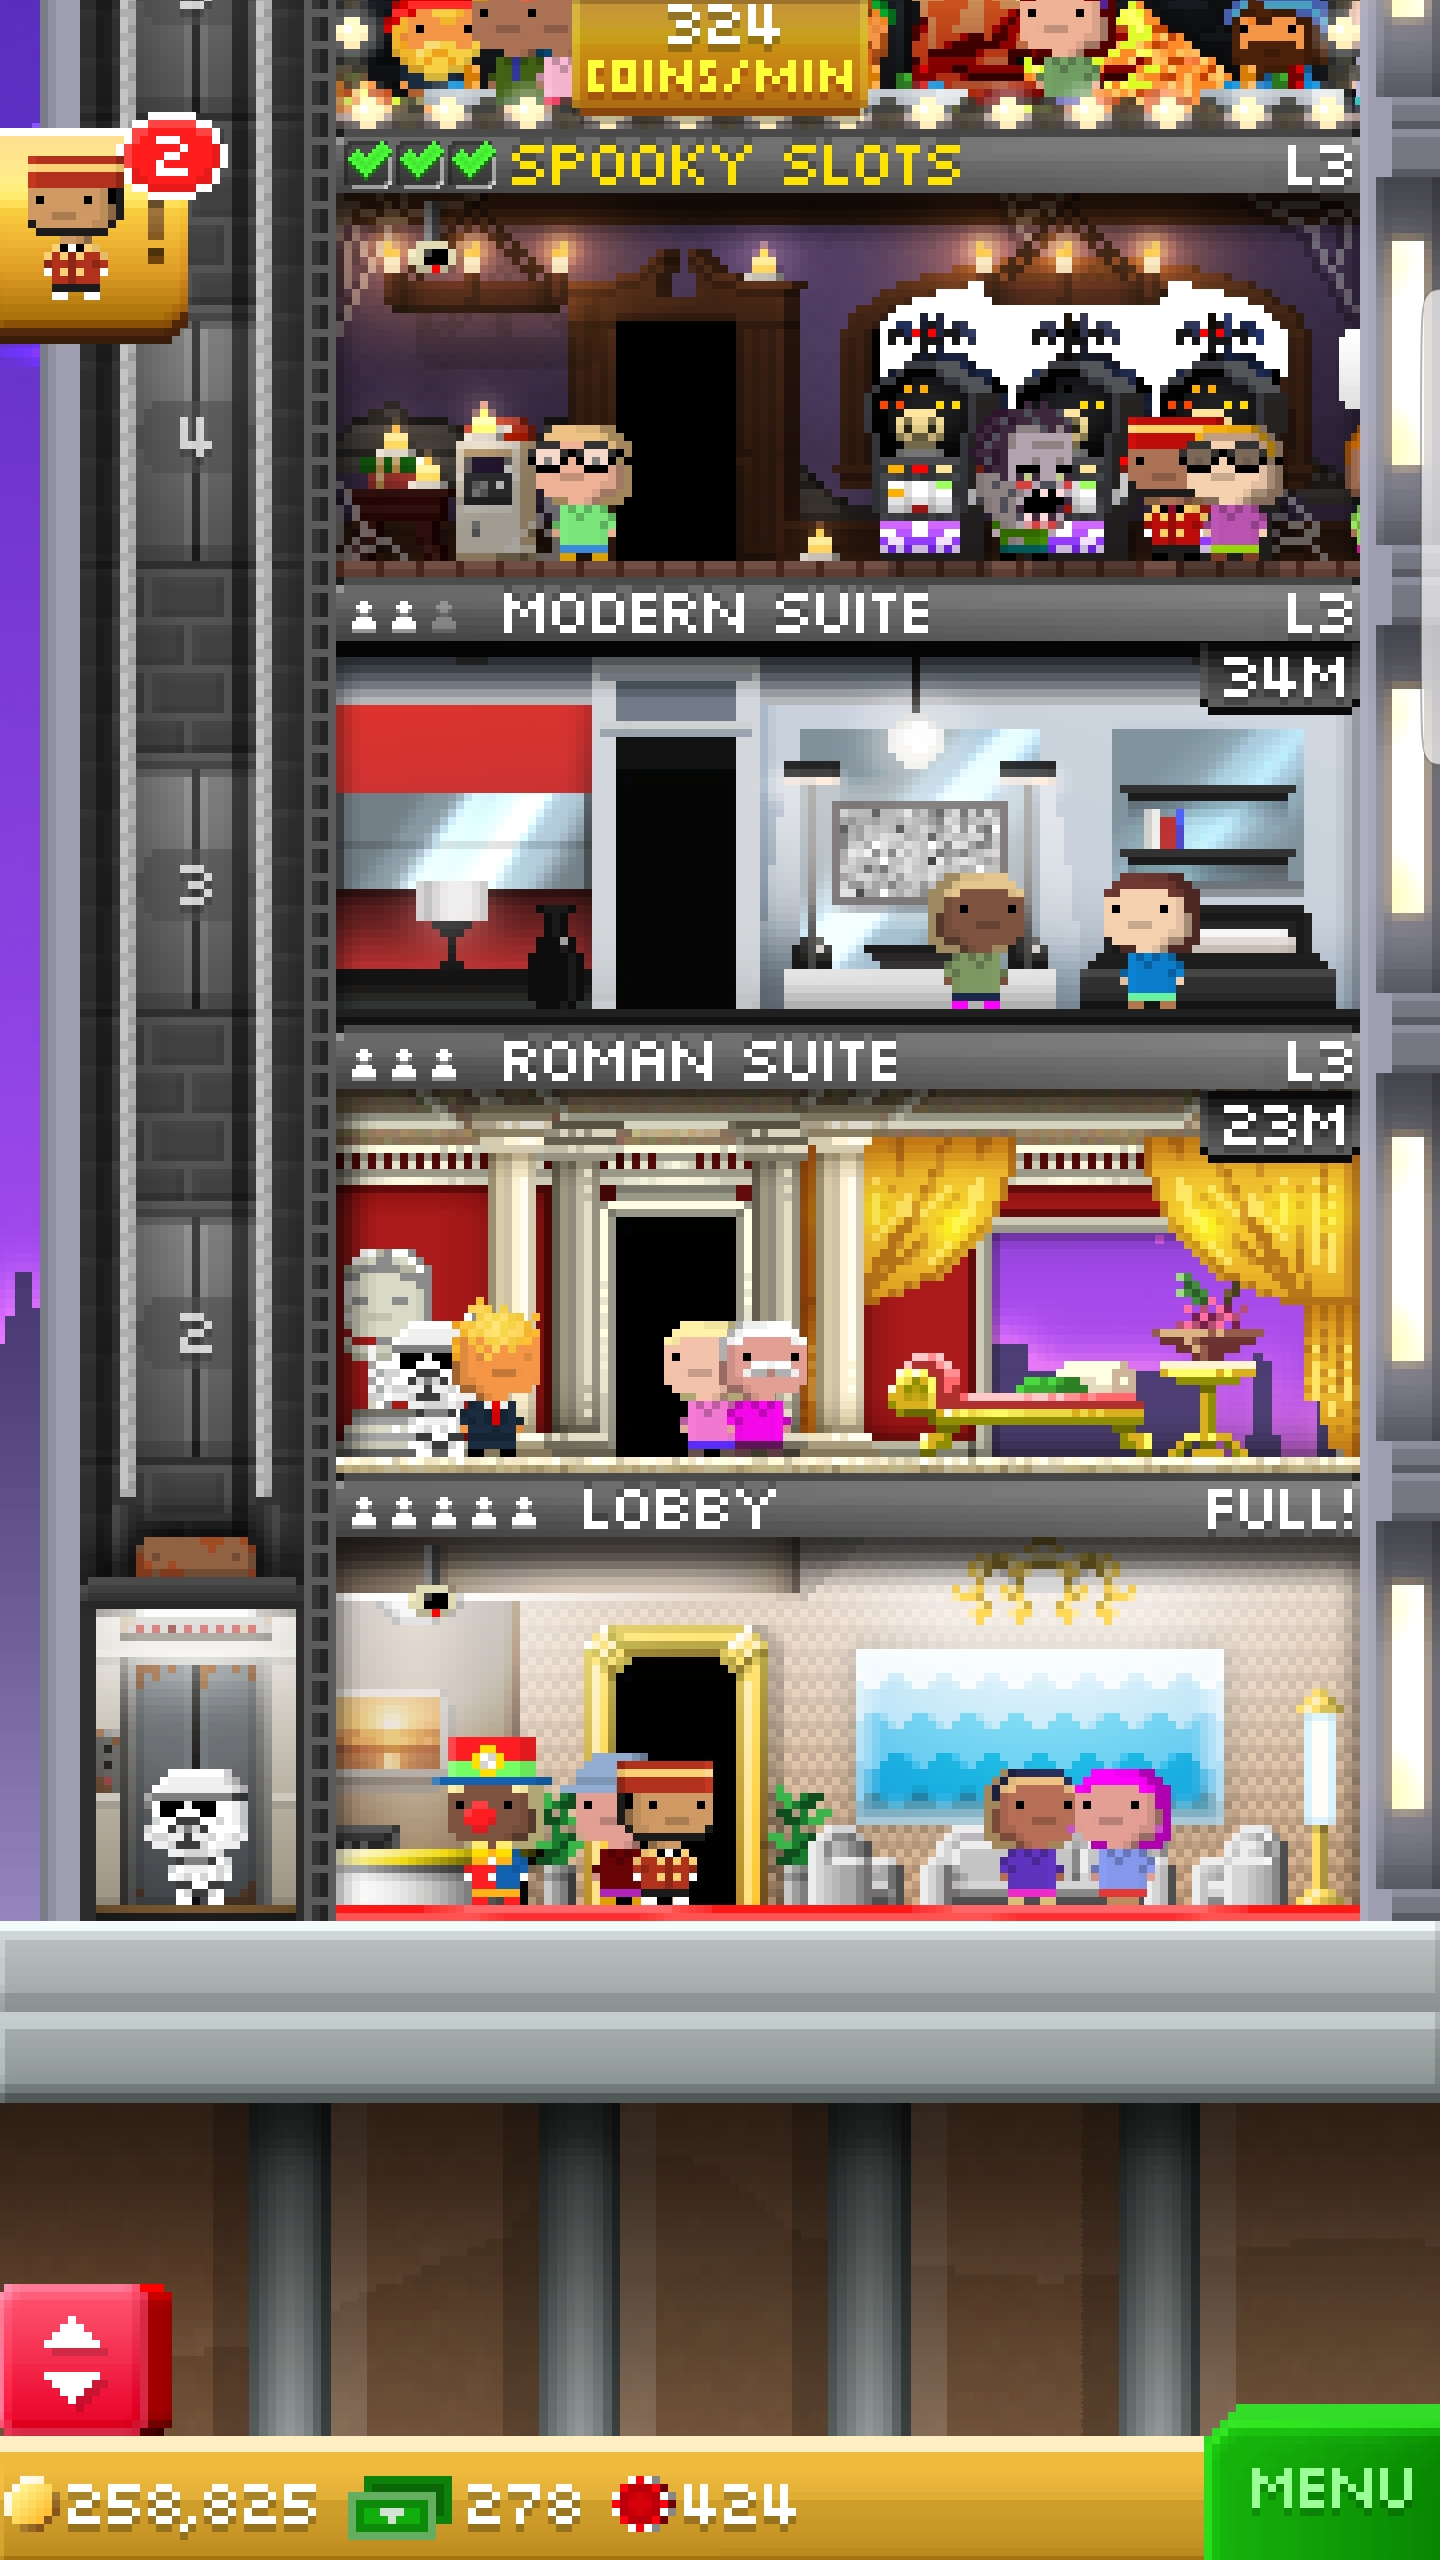 324
COINS/MIN
2
!
SPOOKY SLOTS L3
4
MODERN SUITE L3
34M
3
ROMAN SUITE L3
23M
2
LOBBY FULL!
258,825 278 424
MENU